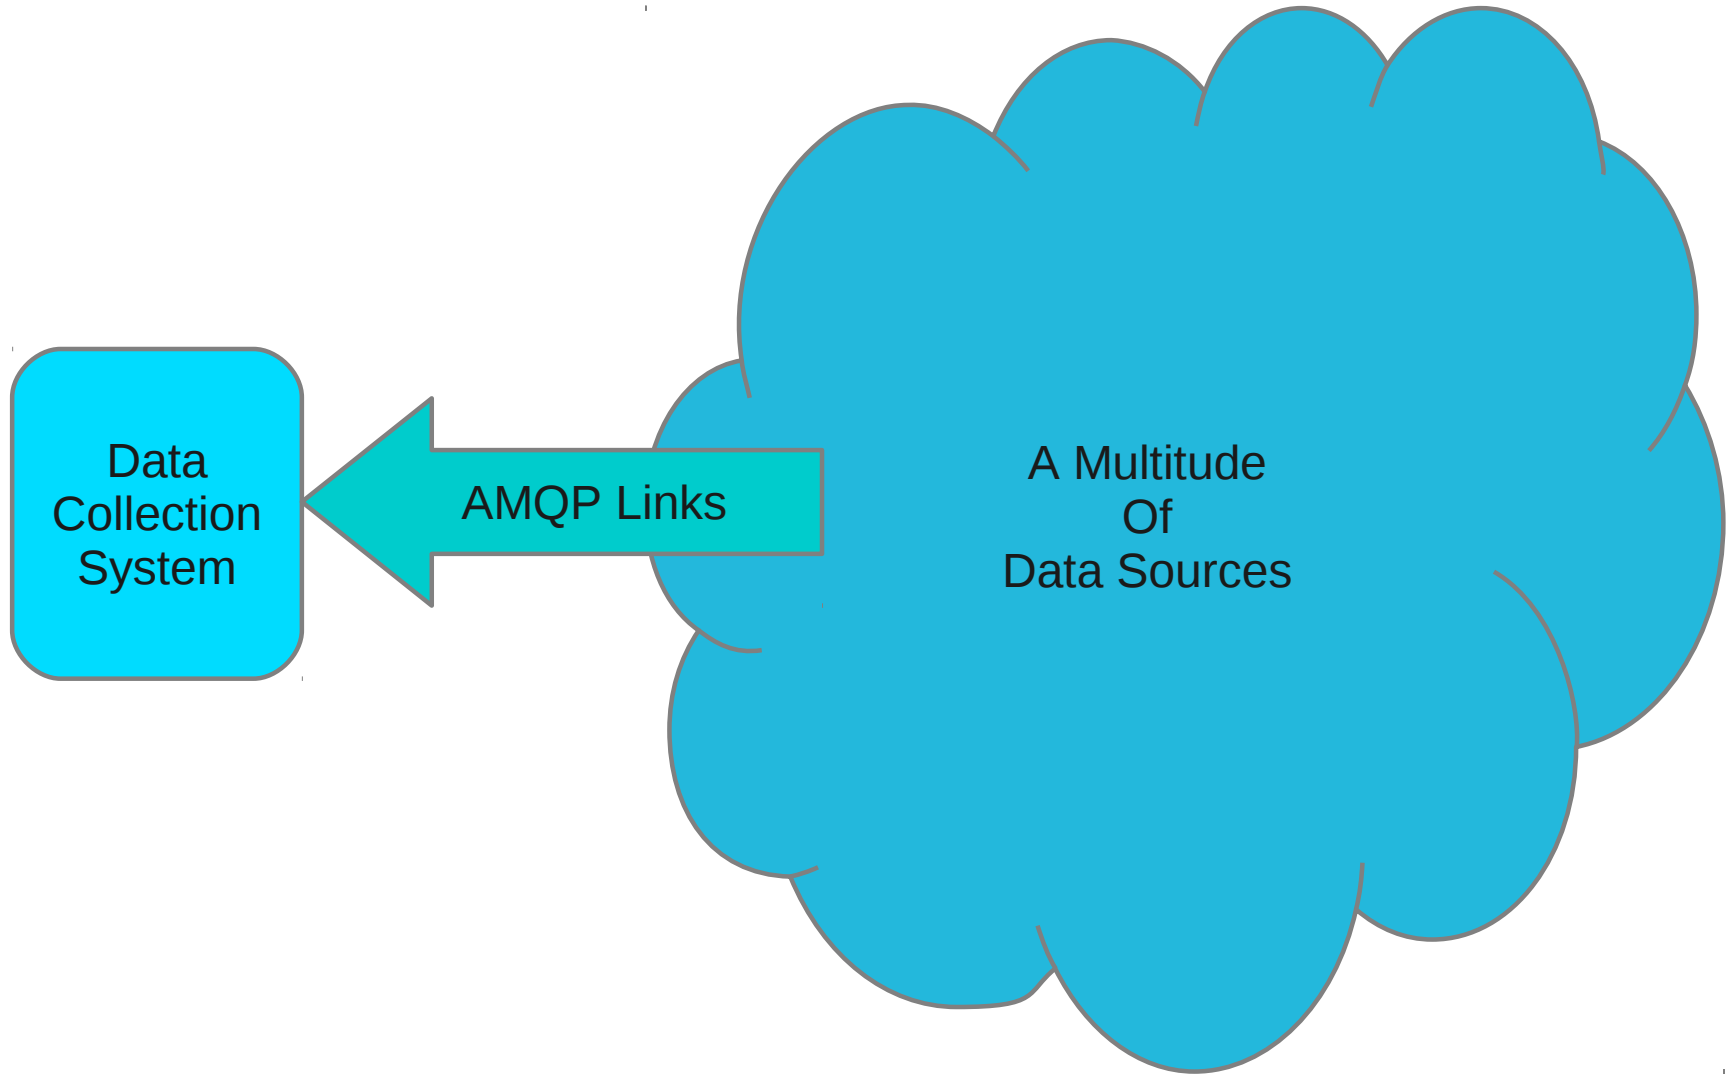 Data
Collection
System
AMQP Links
A Multitude
Of
Data Sources